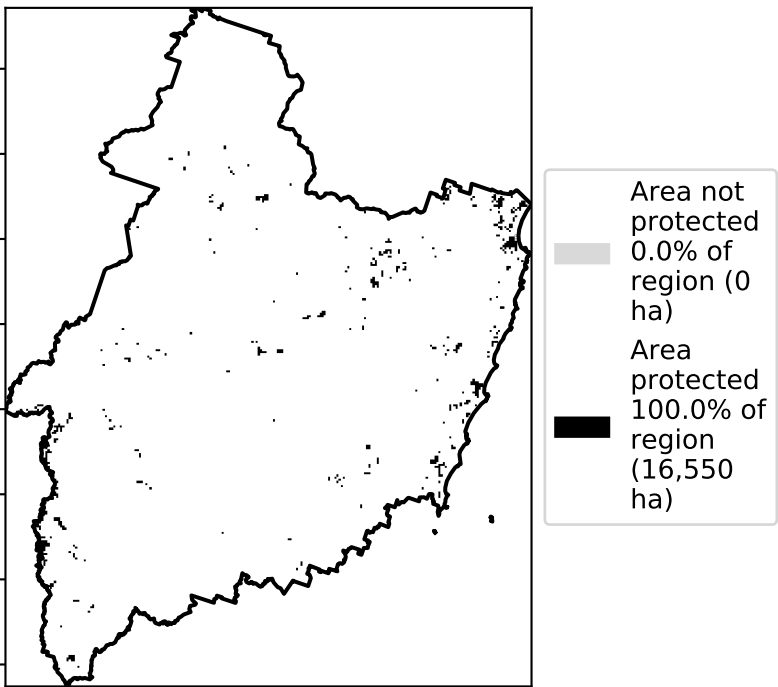 Area not
protected
0.0% of
region (0
ha)
Area
protected
100.0% of
region
(16,550
ha)